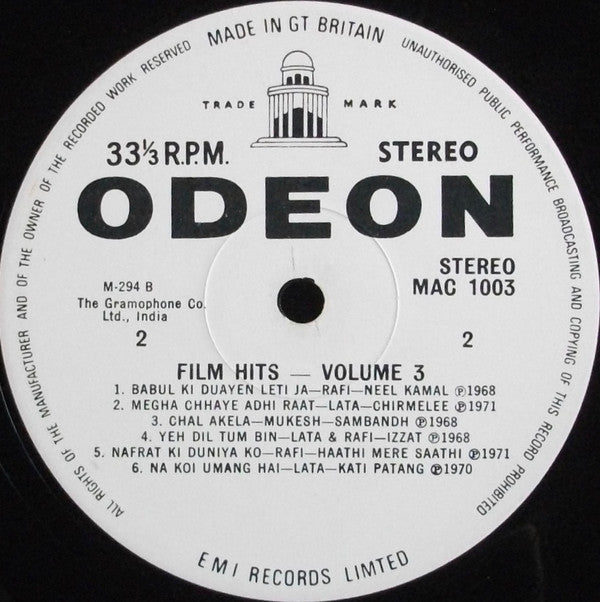 MADE IN GT BRITAIN
UNAUTHORISED PUBLIC PERFORMANCE BROADCASTING AND COPYING OF THIS RECORD PROHIBITED
ALL RIGHTS OF THE MANUFACTURER AND OF THE OWNER OF THE RECORDED WORK RESERVED
TRADE MARK
33⅓ R.P.M. STEREO
ODEON
STEREO
M-294 B MAC 1003
The Gramophone Co.
Ltd., India
2 2
FILM HITS — VOLUME 3
1. BABUL KI DUAYEN LETI JA—RAFI—NEEL KAMAL ℗1968
2. MEGHA CHHAYE ADHI RAAT—LATA—CHIRMELEE ℗1971
3. CHAL AKELA—MUKESH—SAMBANDH ℗1968
4. YEH DIL TUM BIN—LATA & RAFI—IZZAT ℗1968
5. NAFRAT KI DUNIYA KO—RAFI—HAATHI MERE SAATHI ℗1971
6. NA KOI UMANG HAI—LATA—KATI PATANG ℗1970
EMI RECORDS LIMTED